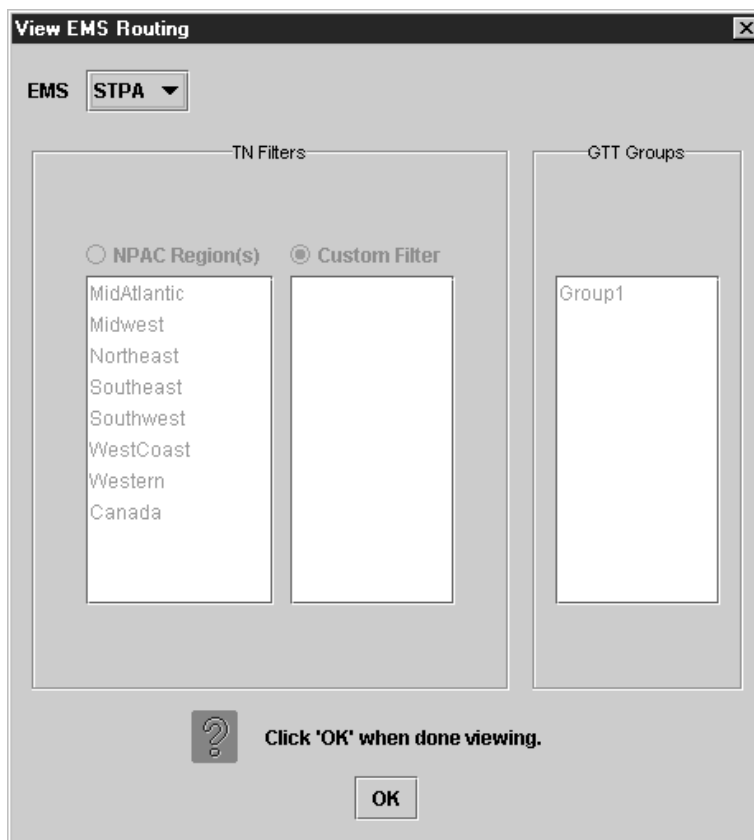 View EMS Routing
EMS STPA
TN Filters
GTT Groups
NPAC Region(s)
Custom Filter
MidAtlantic
Midwest
Northeast
Southeast
Southwest
WestCoast
Western
Canada
Group1
Click 'OK' when done viewing.
OK